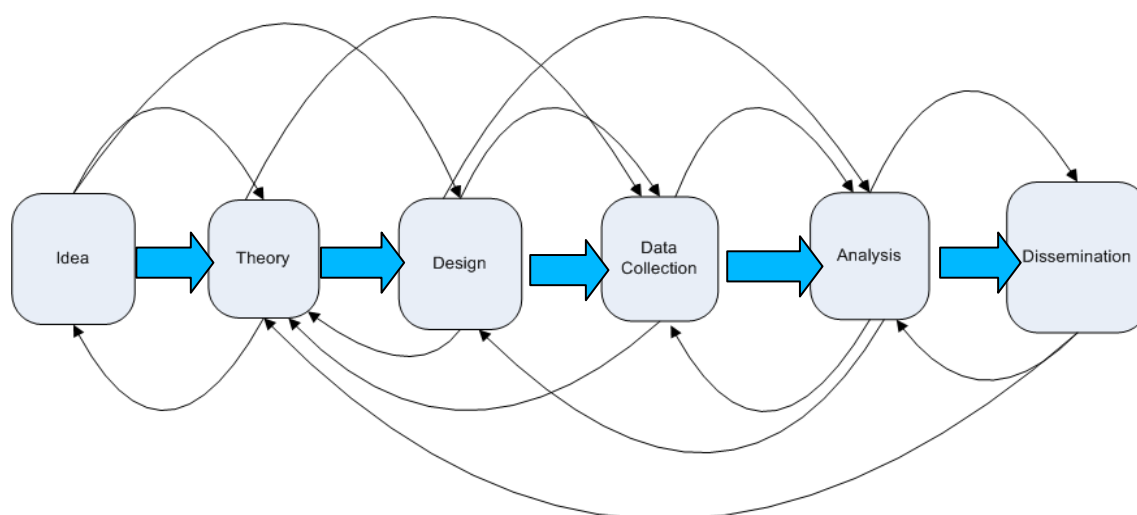 Idea
Theory
Design
Data
Collection
Analysis
Dissemination